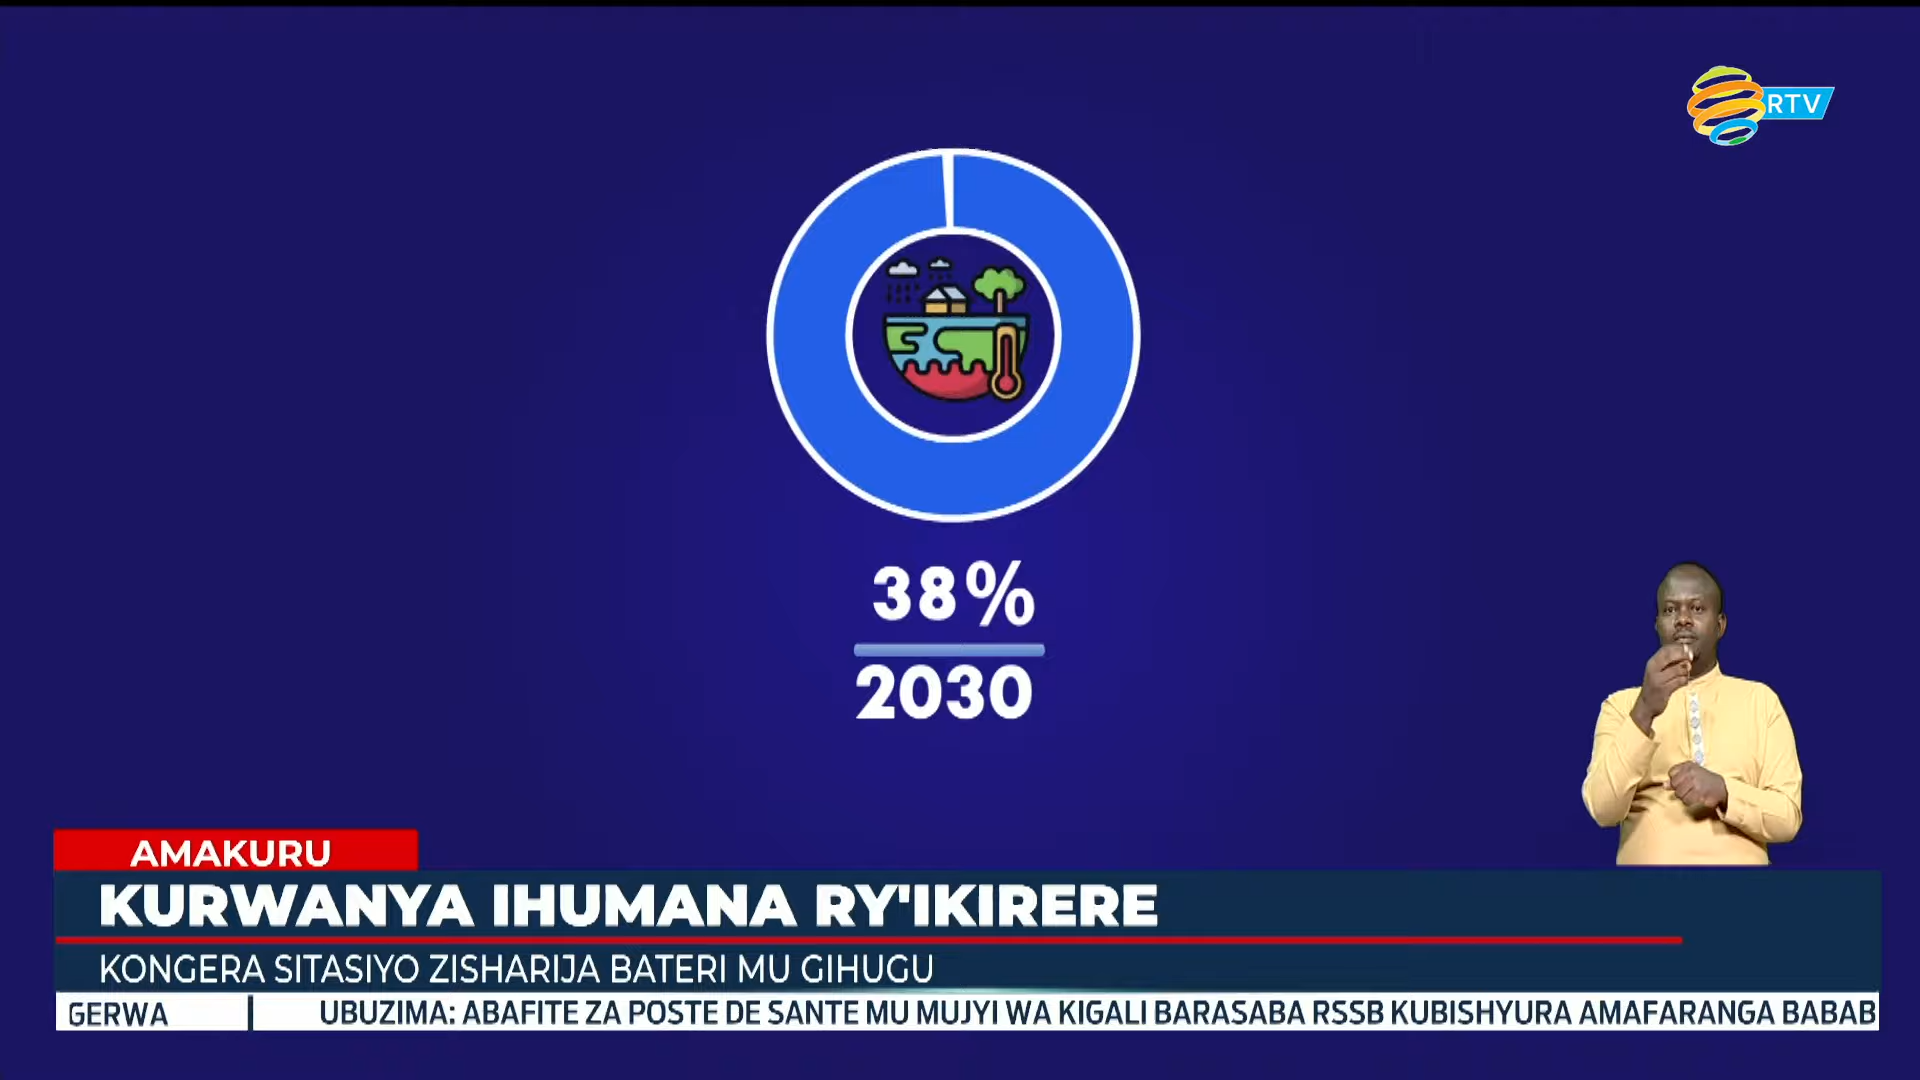 RTV
38%
2030
AMAKURU
KURWANYA IHUMANA RY'IKIRERE
KONGERA SITASIYO ZISHARIJA BATERI MU GIHUGU
GERWA | UBUZIMA: ABAFITE ZA POSTE DE SANTE MU MUJYI WA KIGALI BARASABA RSSB KUBISHYURA AMAFARANGA BABAB